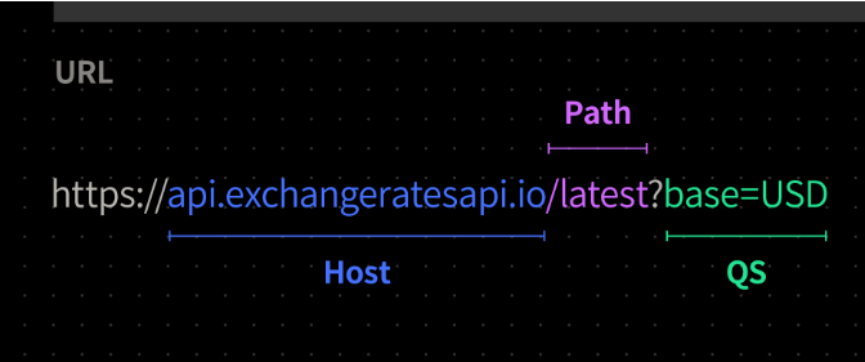 URL
Path
https://api.exchangeratesapi.io/latest?base=USD
Host QS